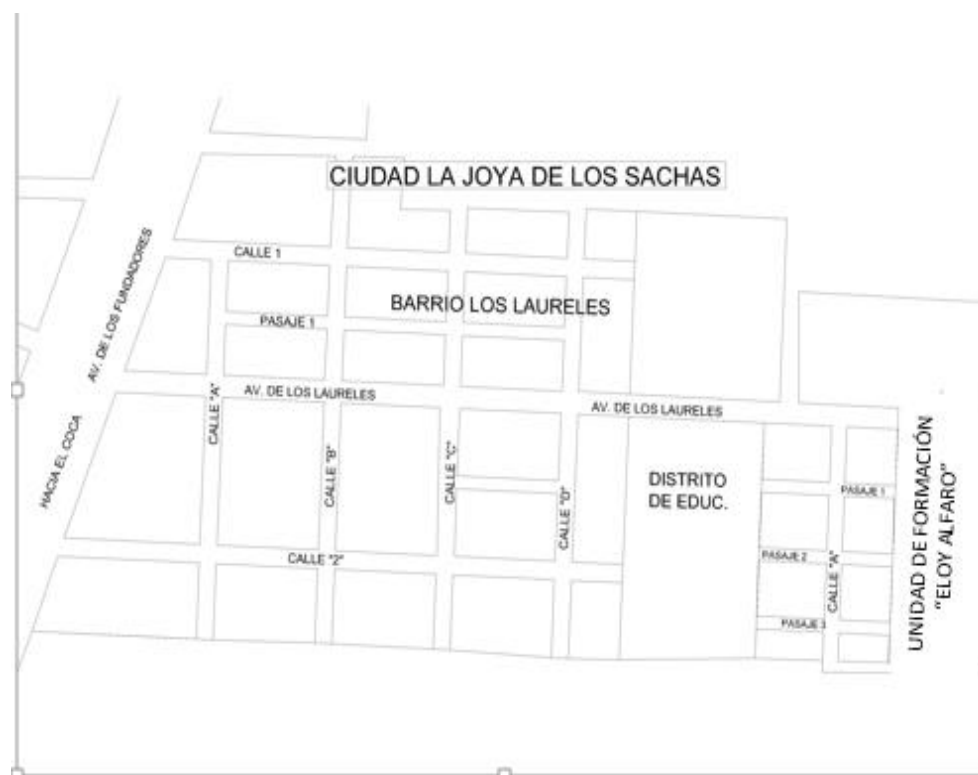 CIUDAD LA JOYA DE LOS SACHAS
CALLE 1
AV. DE LOS FUNDADORES
BARRIO LOS LAURELES
PASAJE 1
AV. DE LOS LAURELES
AV. DE LOS LAURELES
CALLE "A"
HACIA EL COCA
CALLE "B"
CALLE "C"
CALLE "D"
DISTRITO
DE EDUC.
PASAJE 1
UNIDAD DE FORMACIÓN
"ELOY ALFARO"
CALLE "2"
PASAJE 2
CALLE "A"
PASAJE 3